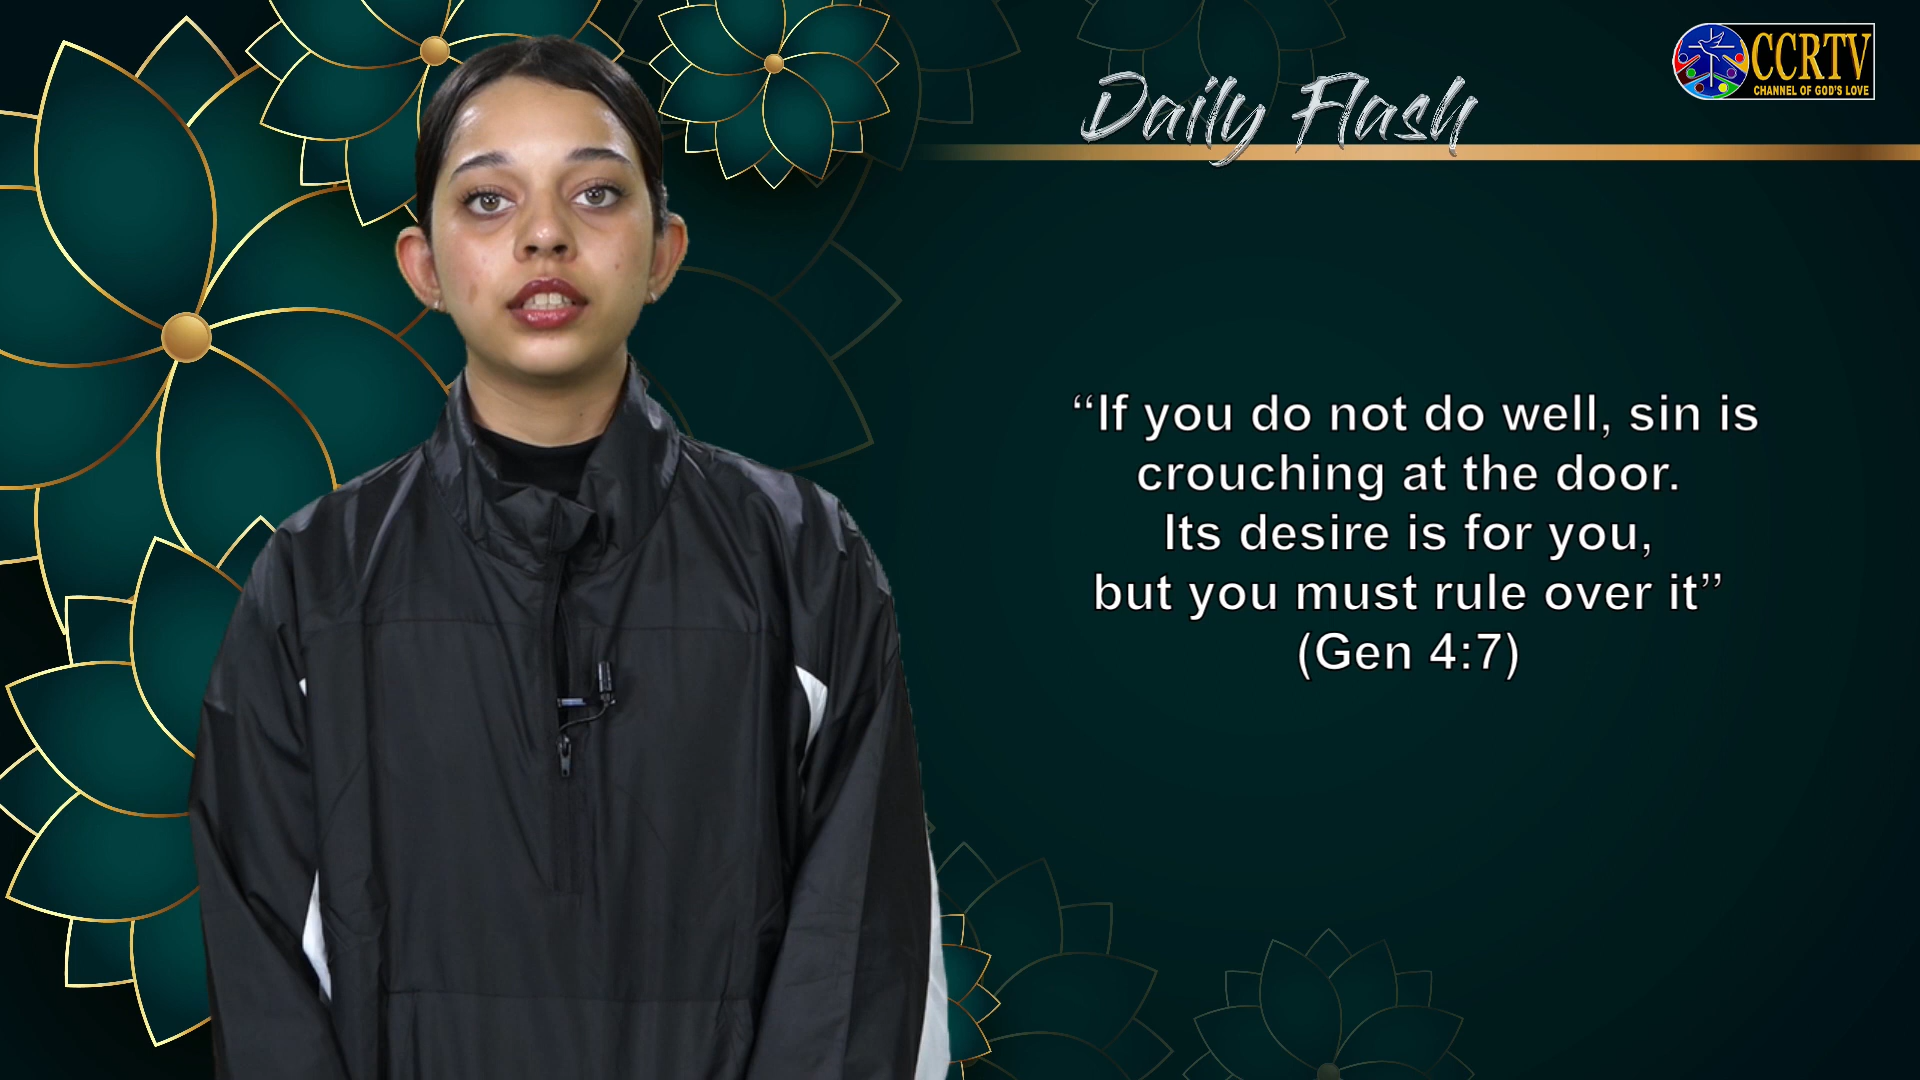 Daily Flash
CCRTV
CHANNEL OF GOD'S LOVE
“If you do not do well, sin is
crouching at the door.
Its desire is for you,
but you must rule over it”
(Gen 4:7)